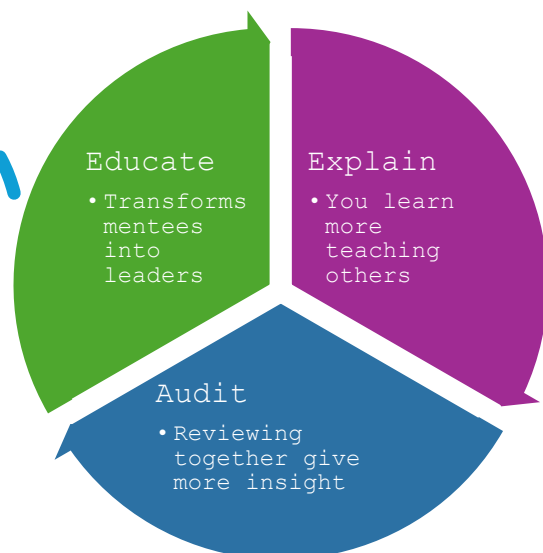 Educate
• Transforms
mentees
into
leaders
Explain
• You learn
more
teaching
others
Audit
• Reviewing
together give
more insight